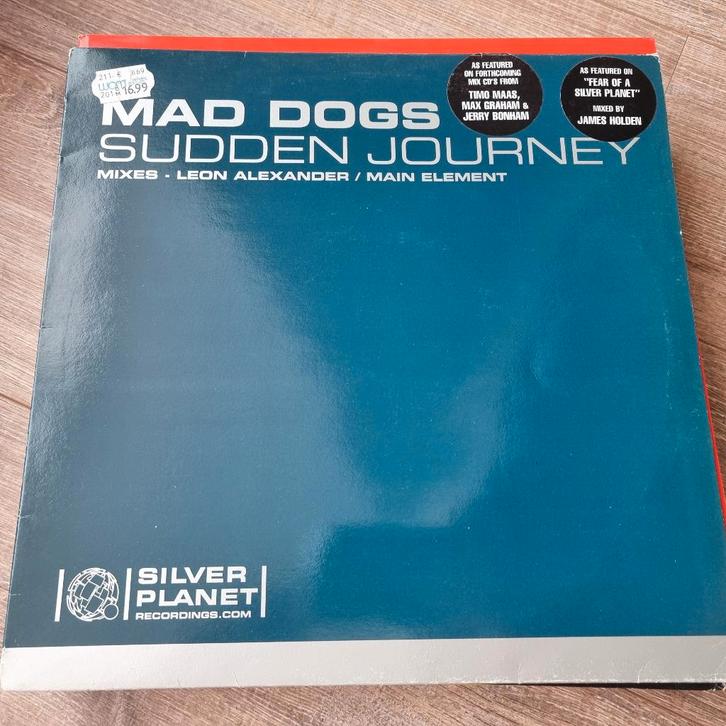 211. €
wom
16,99
MAD DOGS
SUDDEN JOURNEY
MIXES - LEON ALEXANDER / MAIN ELEMENT
AS FEATURED
ON FORTHCOMING
MIX CD'S FROM
TIMO MAAS,
MAX GRAHAM &
JERRY BONHAM
AS FEATURED ON
"FEAR OF A
SILVER PLANET"
MIXED BY
JAMES HOLDEN
SILVER
PLANET
RECORDINGS.COM